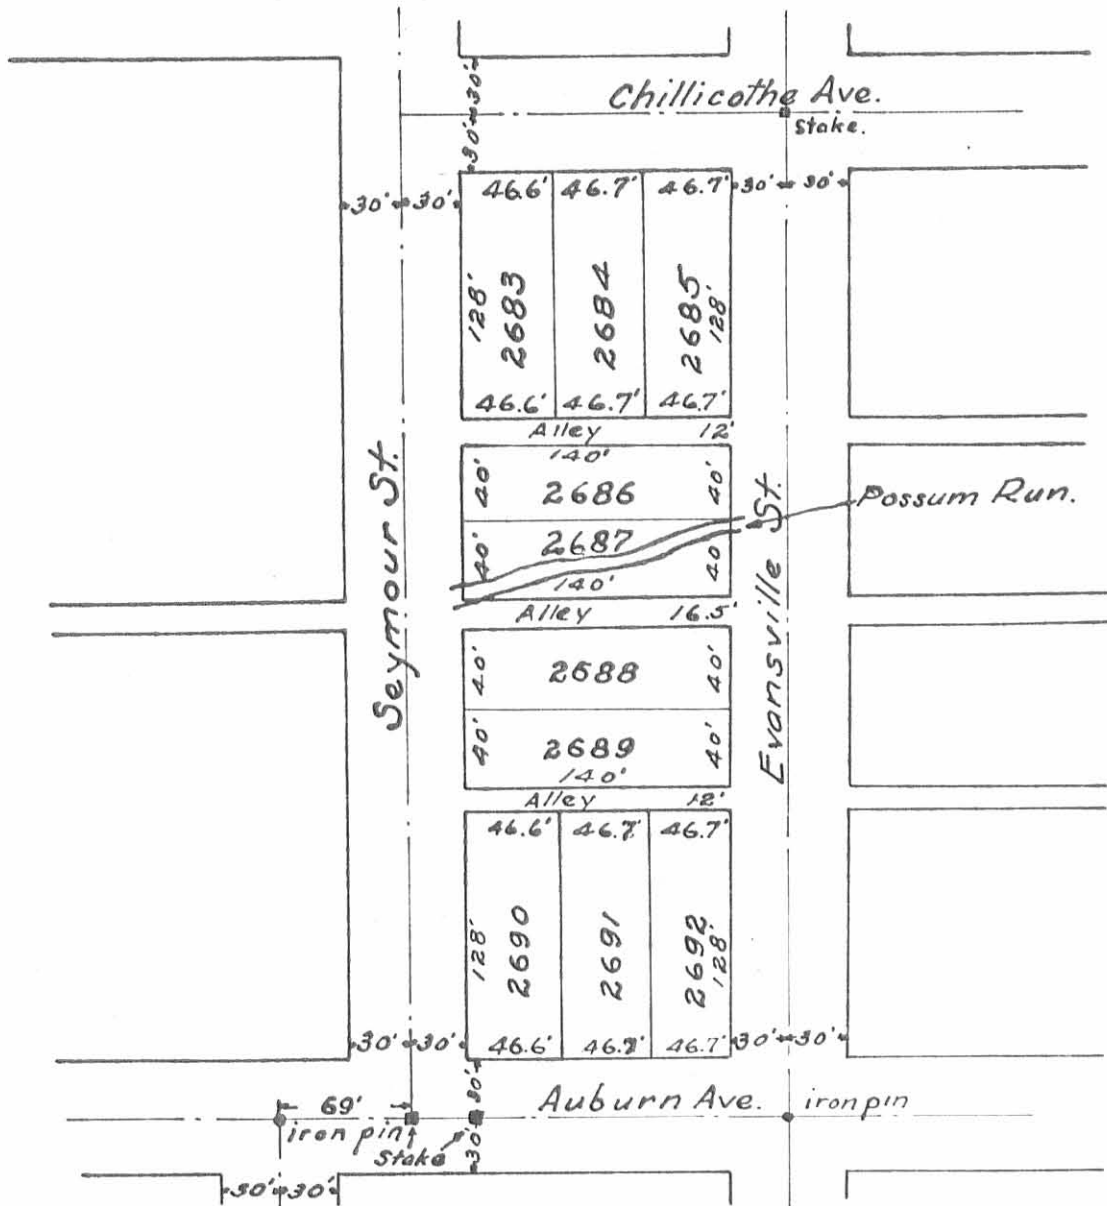 30'
30'
Chillicothe Ave.
Stake.
30' 30'
46.6' 46.7' 46.7'
30' 30'
128'
2683
2684
2685
128'
46.6' 46.7' 46.7'
Alley 12'
140'
40'
2686
40'
Possum Run.
40'
2687
40
140'
Alley 16.5'
Seymour St.
Evansville St.
40'
2688
40'
40'
2689
40'
140'
Alley 12'
46.6' 46.7' 46.7'
128'
2690
2691
2692
128'
30' 30'
46.6' 46.7' 46.7'
30' 30'
30'
69'
Auburn Ave.
iron pin
iron pin
Stake
30'
30' 30'